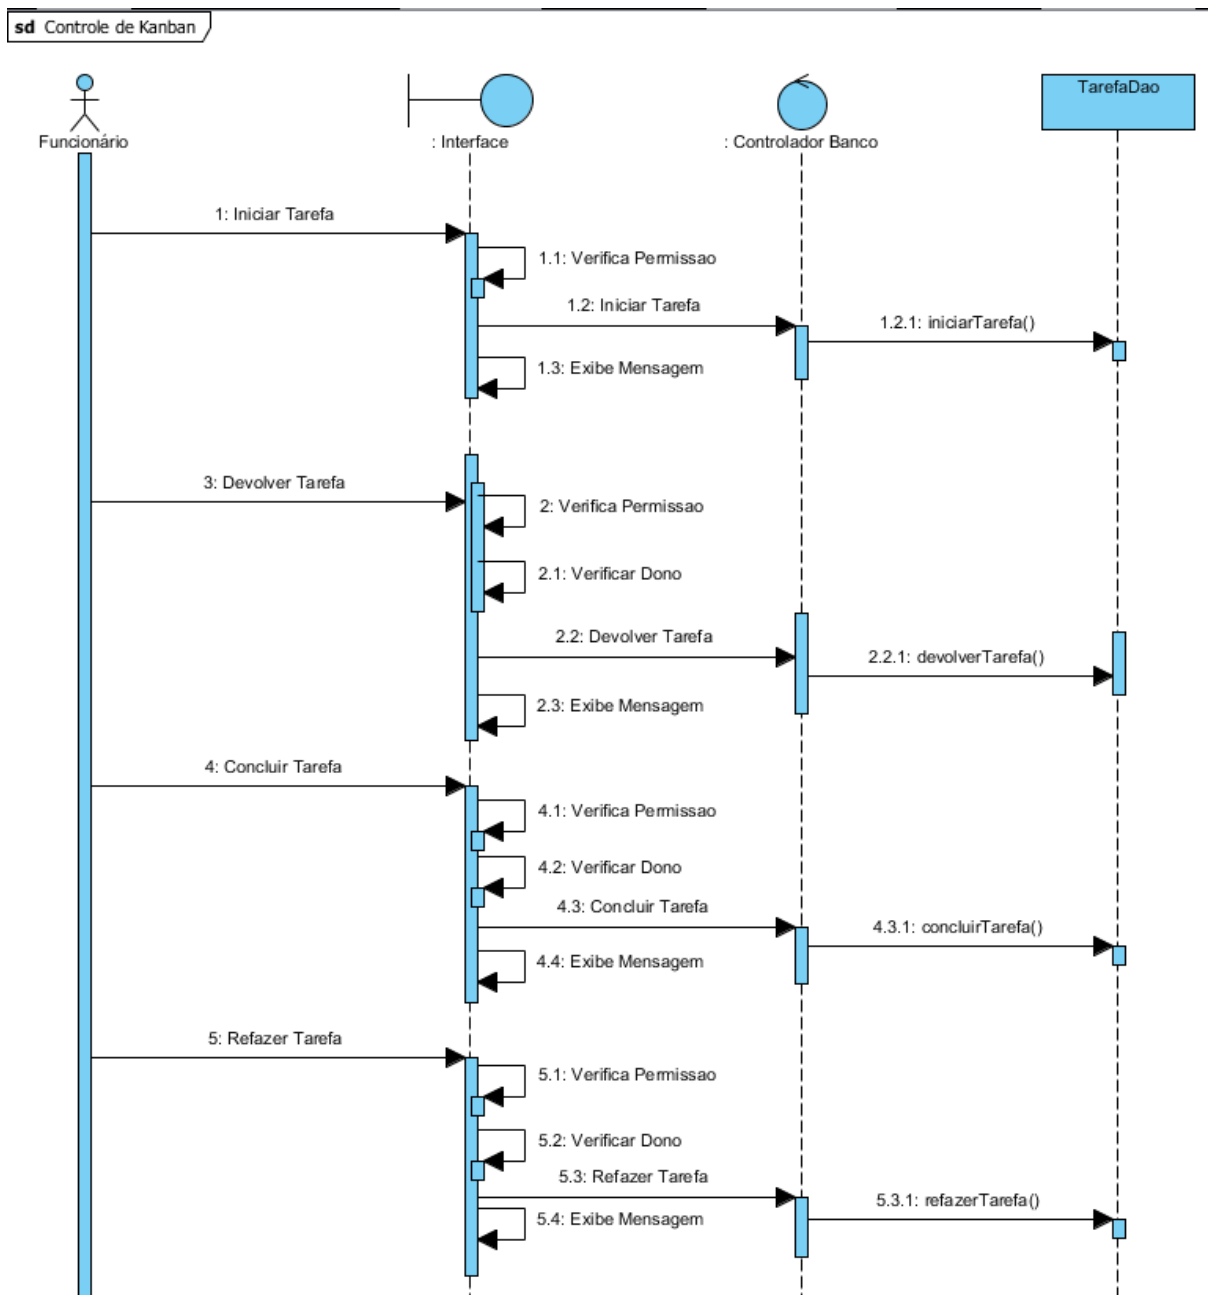 sd Controle de Kanban
TarefaDao
Funcionário
: Interface
: Controlador Banco
1: Iniciar Tarefa
1.1: Verifica Permissao
1.2: Iniciar Tarefa
1.2.1: iniciarTarefa()
1.3: Exibe Mensagem
3: Devolver Tarefa
2: Verifica Permissao
2.1: Verificar Dono
2.2: Devolver Tarefa
2.2.1: devolverTarefa()
2.3: Exibe Mensagem
4: Concluir Tarefa
4.1: Verifica Permissao
4.2: Verificar Dono
4.3: Concluir Tarefa
4.3.1: concluirTarefa()
4.4: Exibe Mensagem
5: Refazer Tarefa
5.1: Verifica Permissao
5.2: Verificar Dono
5.3: Refazer Tarefa
5.3.1: refazerTarefa()
5.4: Exibe Mensagem